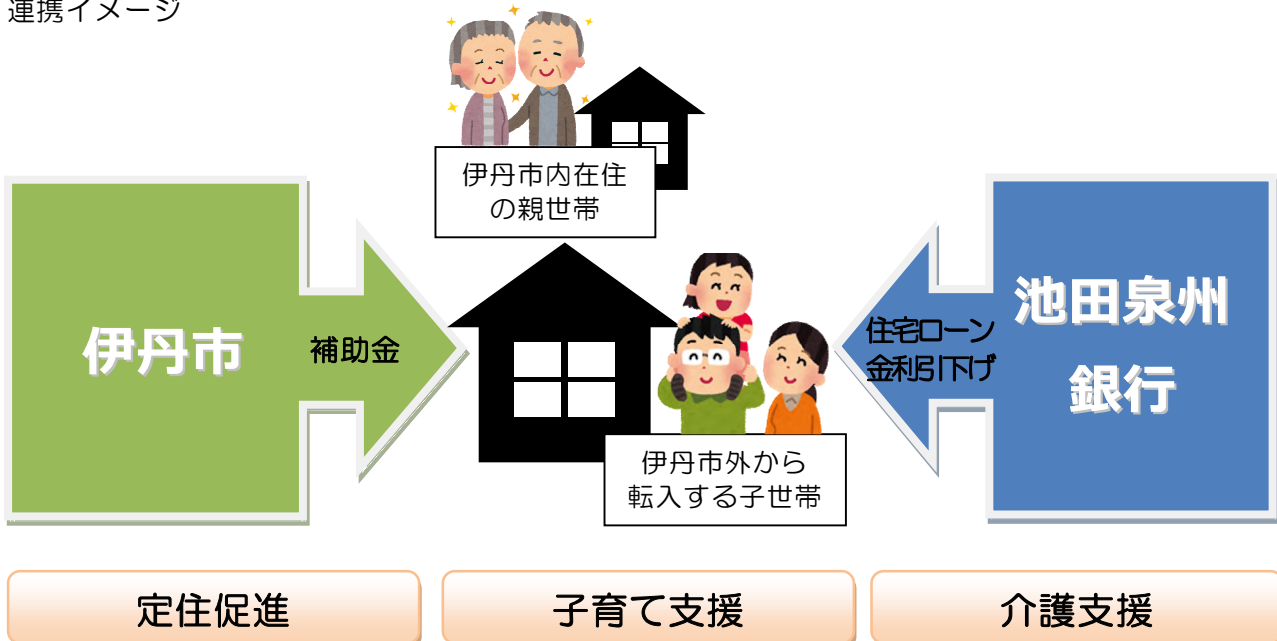 連携イメージ
伊丹市内在住
の親世帯
伊丹市
補助金
住宅ローン
金利引下げ
池田泉州
銀行
伊丹市外から
転入する子世帯
定住促進
子育て支援
介護支援